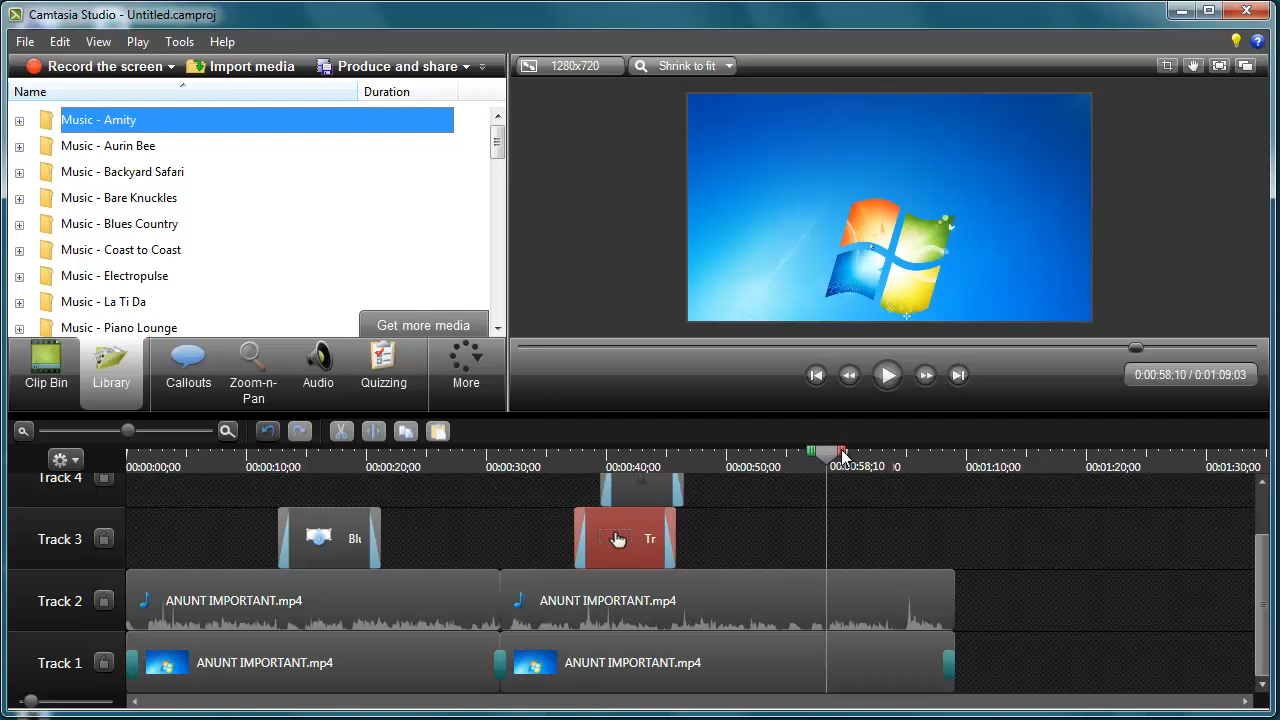 Camtasia Studio - Untitled.camproj
File Edit View Play Tools Help
Record the screen Import media Produce and share
1280x720 Shrink to fit
Name Duration
Music - Amity
Music - Aurin Bee
Music - Backyard Safari
Music - Bare Knuckles
Music - Blues Country
Music - Coast to Coast
Music - Electropulse
Music - La Ti Da
Music - Piano Lounge
Get more media
Clip Bin Library Callouts Zoom-n-Pan Audio Quizzing More
0:00:58;10 / 0:01:09;03
00:00:00;00 00:00:10;00 00:00:20;00 00:00:30;00 00:00:40;00 00:00:50;00 0:00:58;10 00:01:10;00 00:01:20;00 00:01:30;00
Track 4
Track 3 Blu Tr
Track 2 ANUNT IMPORTANT.mp4 ANUNT IMPORTANT.mp4
Track 1 ANUNT IMPORTANT.mp4 ANUNT IMPORTANT.mp4